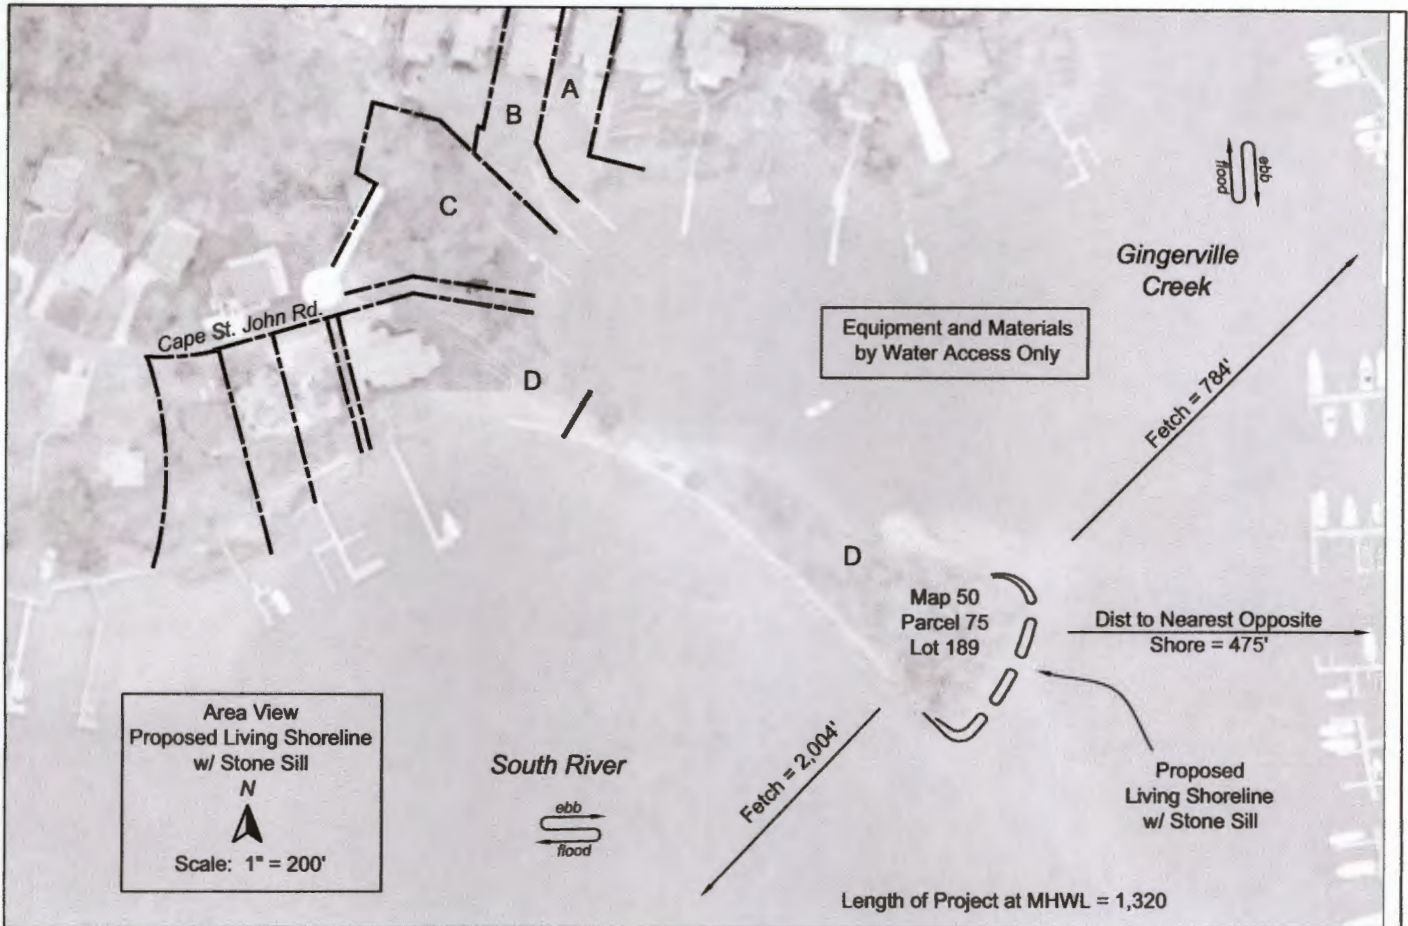 A
B
C
ebb
flood
Gingerville
Creek
Cape St. John Rd.
Equipment and Materials
by Water Access Only
D
Fetch = 784'
D
Map 50
Parcel 75
Lot 189
Dist to Nearest Opposite
Shore = 475'
Area View
Proposed Living Shoreline
w/ Stone Sill
N
Scale: 1" = 200'
South River
ebb
flood
Fetch = 2,004'
Proposed
Living Shoreline
w/ Stone Sill
Length of Project at MHWL = 1,320